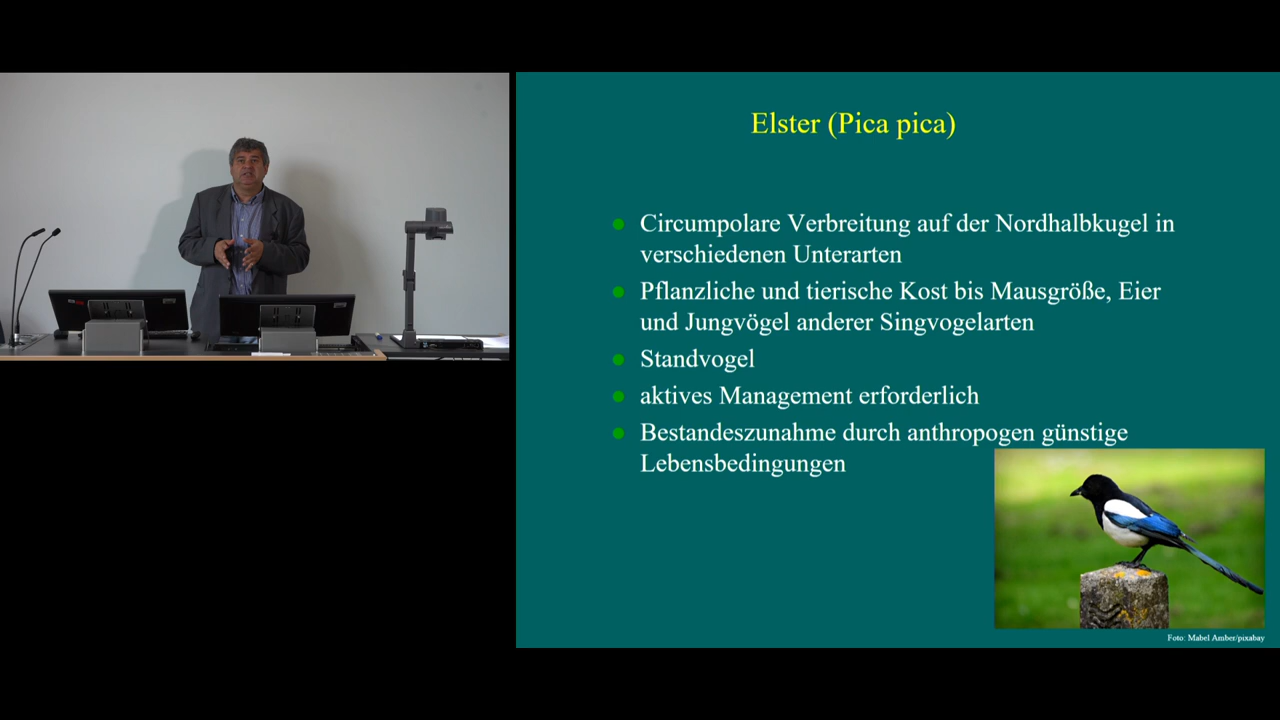 Elster (Pica pica)
Circumpolare Verbreitung auf der Nordhalbkugel in
verschiedenen Unterarten
Pflanzliche und tierische Kost bis Mausgröße, Eier
und Jungvögel anderer Singvogelarten
Standvogel
aktives Management erforderlich
Bestandeszunahme durch anthropogen günstige
Lebensbedingungen
Foto: Mabel Amber/pixabay